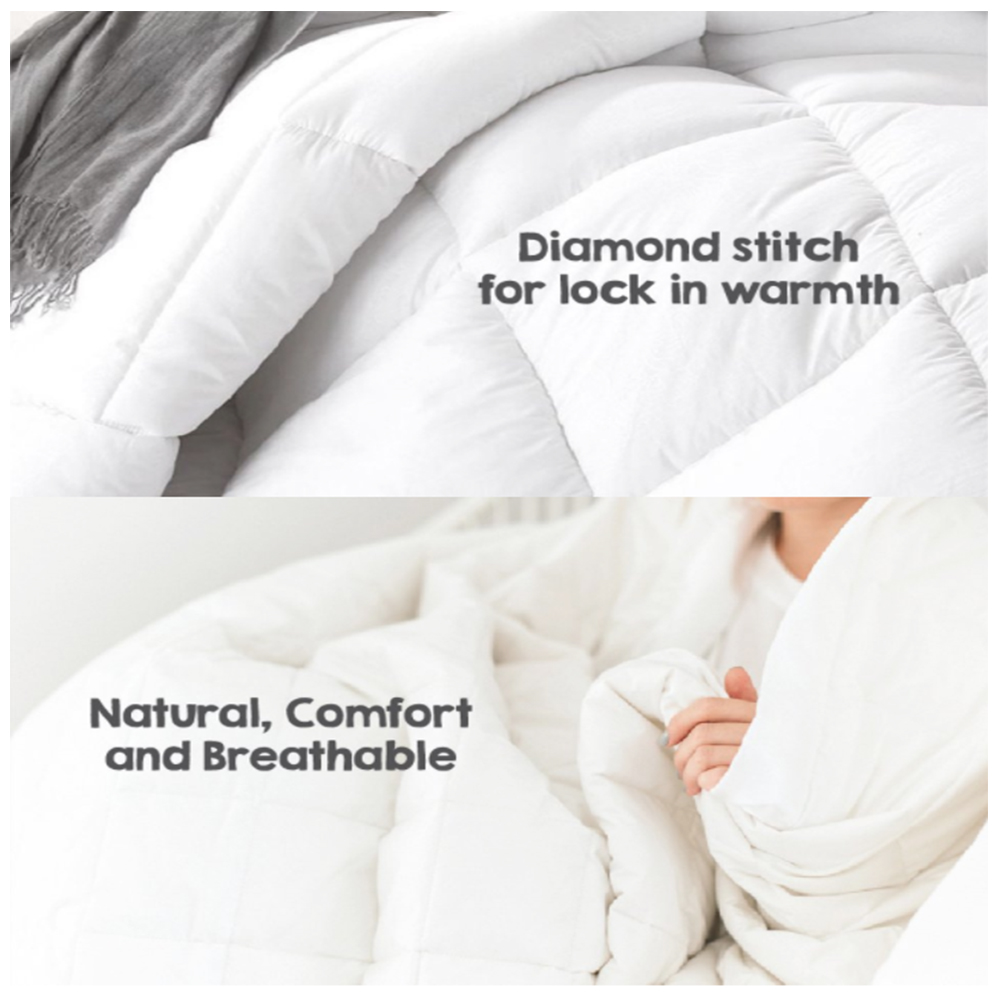 Diamond stitch
for lock in warmth
Natural, Comfort
and Breathable